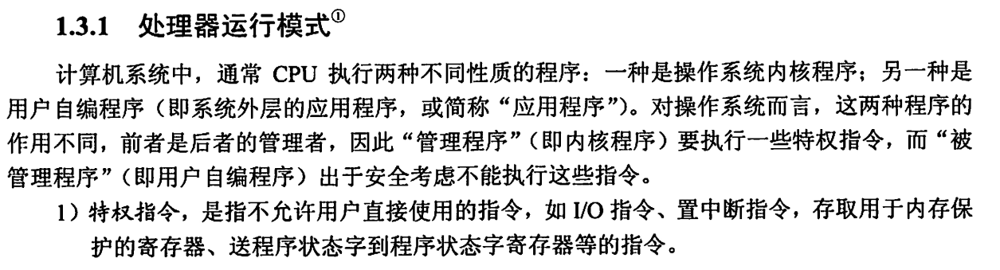 1.3.1 处理器运行模式①
计算机系统中，通常 CPU 执行两种不同性质的程序：一种是操作系统内核程序；另一种是
用户自编程序（即系统外层的应用程序，或简称“应用程序”）。对操作系统而言，这两种程序的
作用不同，前者是后者的管理者，因此“管理程序”（即内核程序）要执行一些特权指令，而“被
管理程序”（即用户自编程序）出于安全考虑不能执行这些指令。
1）特权指令，是指不允许用户直接使用的指令，如 I/O 指令、置中断指令，存取用于内存保
护的寄存器、送程序状态字到程序状态字寄存器等的指令。